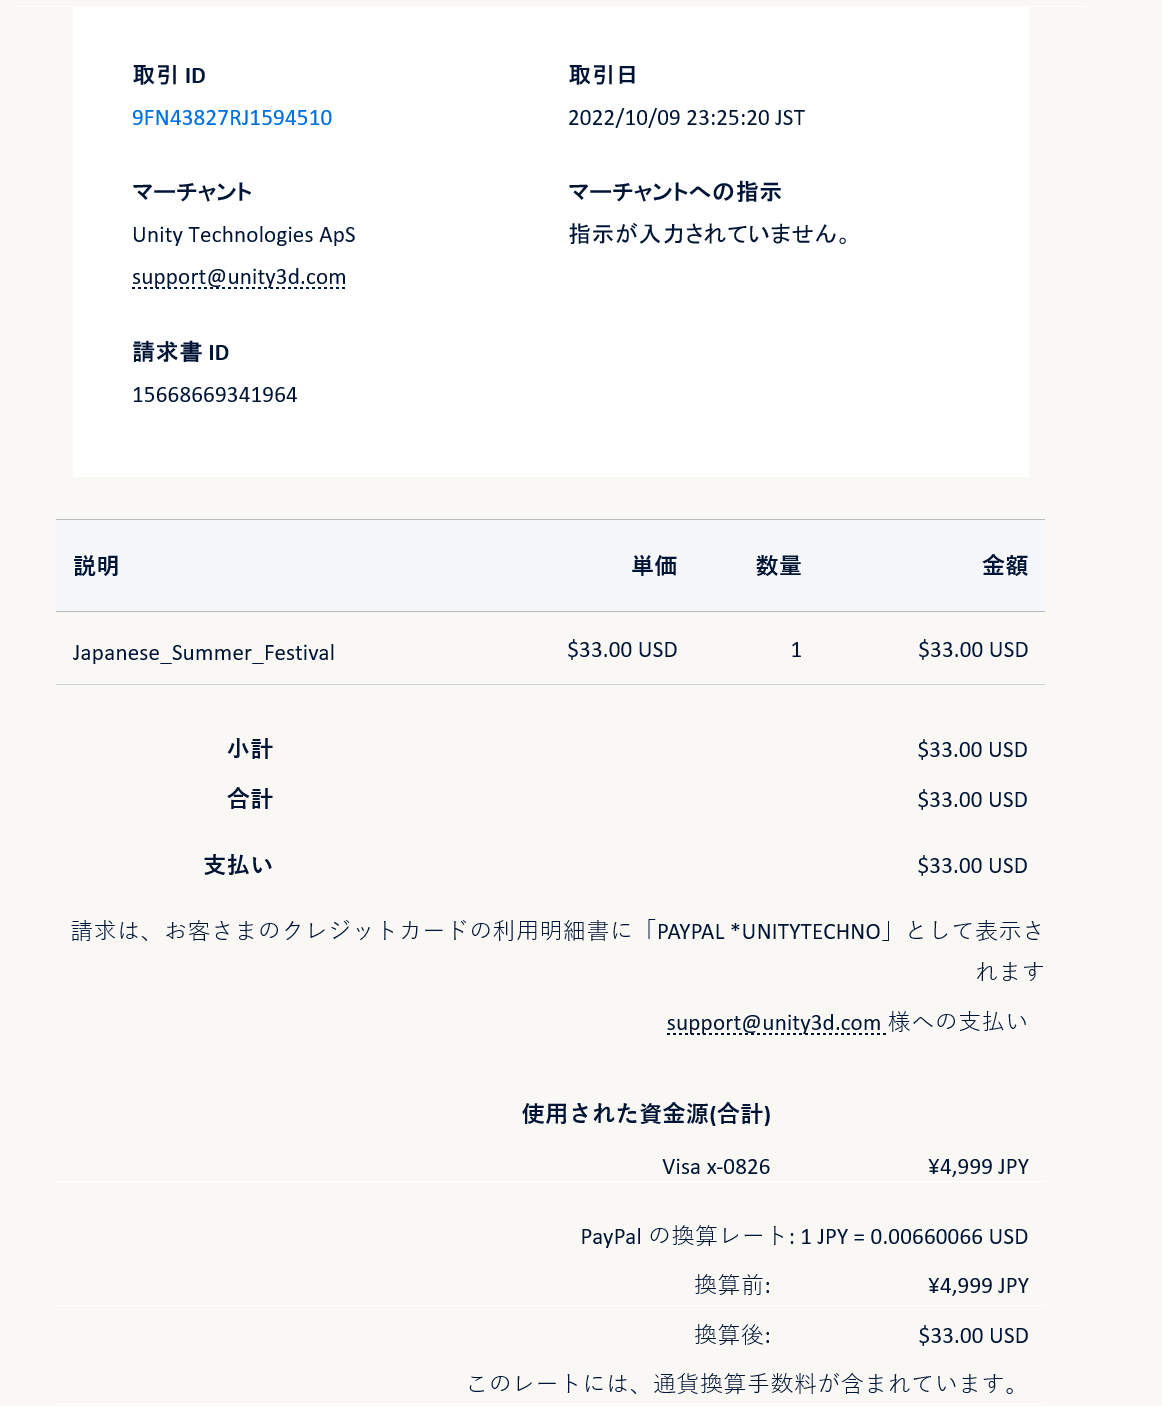 取引 ID
9FN43827RJ1594510
取引日
2022/10/09 23:25:20 JST
マーチャント
Unity Technologies ApS
support@unity3d.com
マーチャントへの指示
指示が入力されていません。
請求書 ID
15668669341964
説明 単価 数量 金額
Japanese_Summer_Festival $33.00 USD 1 $33.00 USD
小計 $33.00 USD
合計 $33.00 USD
支払い $33.00 USD
請求は、お客さまのクレジットカードの利用明細書に「PAYPAL *UNITYTECHNO」として表示さ
れます
support@unity3d.com 様への支払い
使用された資金源(合計)
Visa x-0826 ¥4,999 JPY
PayPal の換算レート: 1 JPY = 0.00660066 USD
換算前: ¥4,999 JPY
換算後: $33.00 USD
このレートには、通貨換算手数料が含まれています。